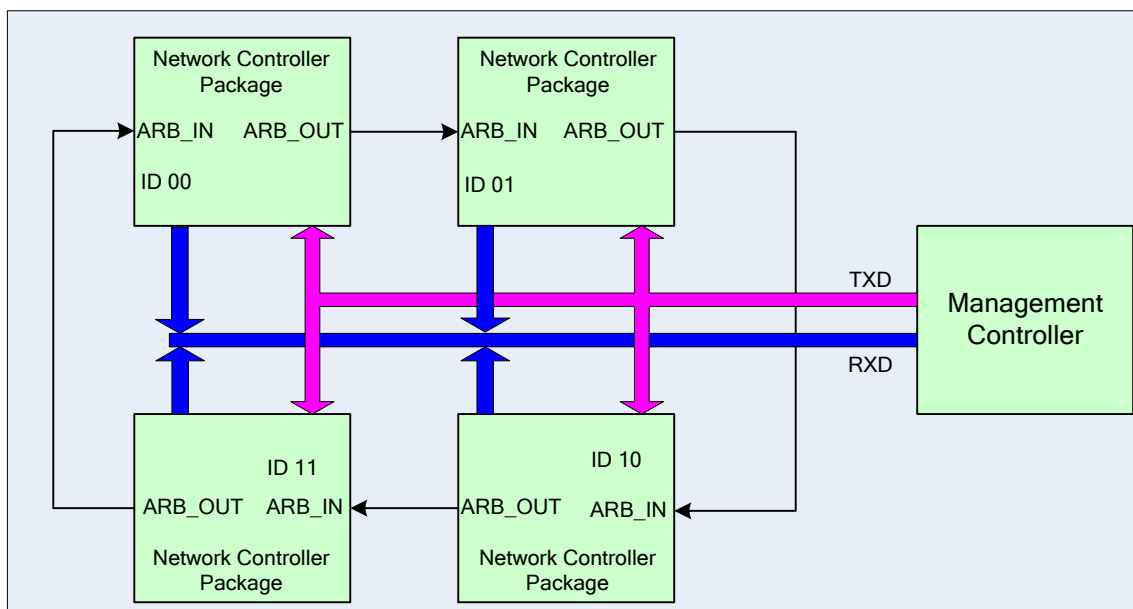 Network Controller
Package
ARB_IN ARB_OUT
ID 00
Network Controller
Package
ARB_IN ARB_OUT
ID 01
TXD
RXD
Management
Controller
ID 11
ARB_OUT ARB_IN
Network Controller
Package
ID 10
ARB_OUT ARB_IN
Network Controller
Package